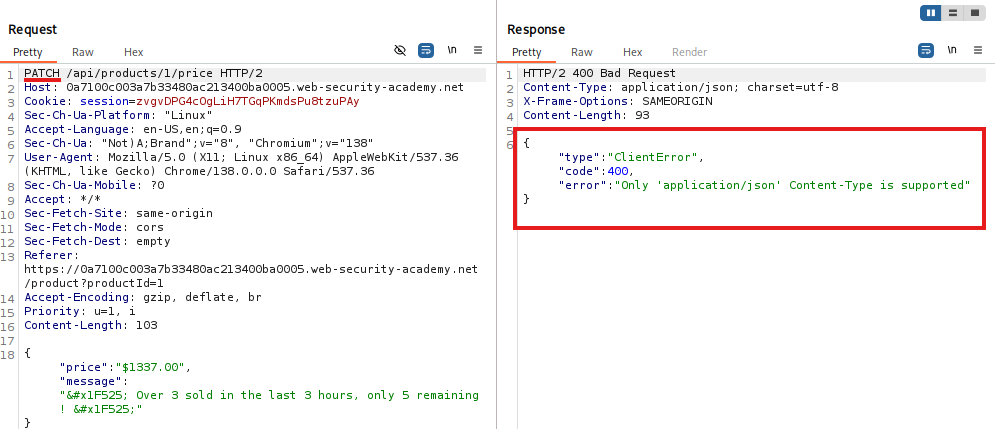 Request
Pretty Raw Hex \n
1 PATCH /api/products/1/price HTTP/2
2 Host: 0a7100c003a7b33480ac213400ba0005.web-security-academy.net
3 Cookie: session=zvgvDPG4cOgLiH7TGqPKmdsPu8tzuPAy
4 Sec-Ch-Ua-Platform: "Linux"
5 Accept-Language: en-US,en;q=0.9
6 Sec-Ch-Ua: "Not)A;Brand";v="8", "Chromium";v="138"
7 User-Agent: Mozilla/5.0 (X11; Linux x86_64) AppleWebKit/537.36
(KHTML, like Gecko) Chrome/138.0.0.0 Safari/537.36
8 Sec-Ch-Ua-Mobile: ?0
9 Accept: */*
10 Sec-Fetch-Site: same-origin
11 Sec-Fetch-Mode: cors
12 Sec-Fetch-Dest: empty
13 Referer:
https://0a7100c003a7b33480ac213400ba0005.web-security-academy.net
/product?productId=1
14 Accept-Encoding: gzip, deflate, br
15 Priority: u=1, i
16 Content-Length: 103
17
18 {
"price":"$1337.00",
"message":
"&#x1F525; Over 3 sold in the last 3 hours, only 5 remaining
! &#x1F525;"
}
Response
Pretty Raw Hex Render \n
1 HTTP/2 400 Bad Request
2 Content-Type: application/json; charset=utf-8
3 X-Frame-Options: SAMEORIGIN
4 Content-Length: 93
5
6 {
"type":"ClientError",
"code":400,
"error":"Only 'application/json' Content-Type is supported"
}